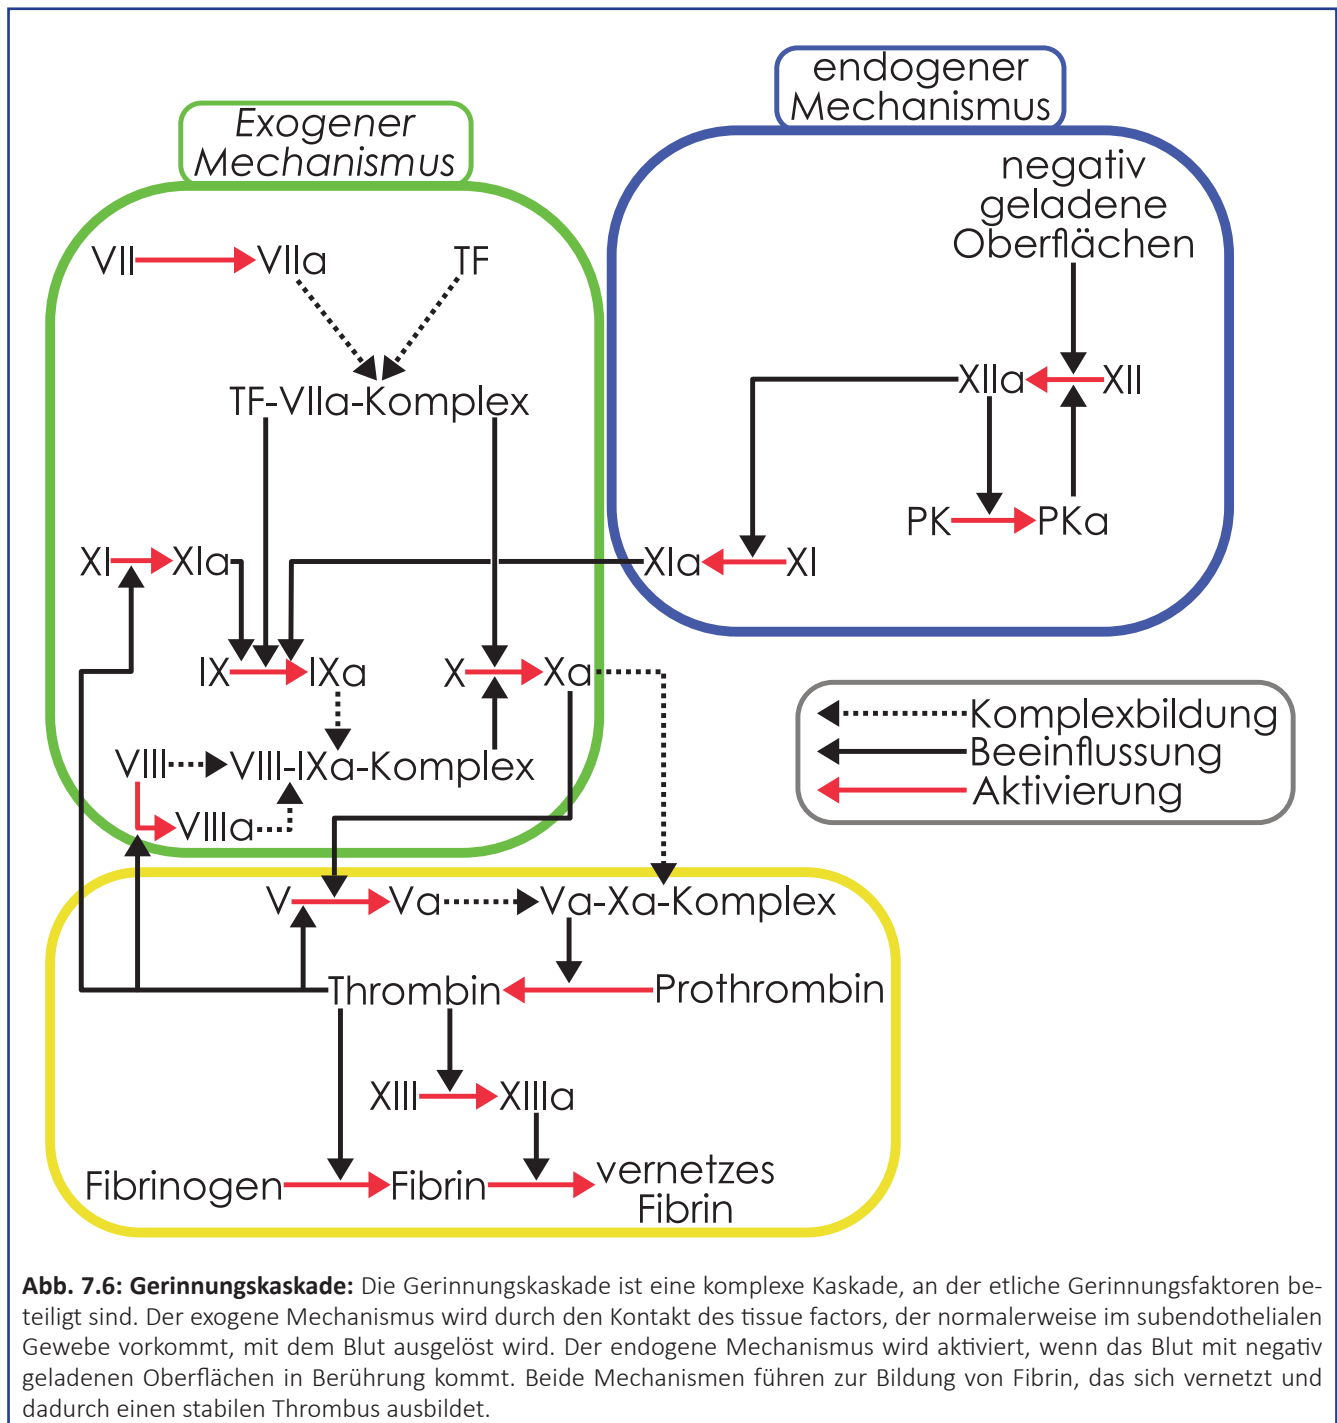 endogener
Mechanismus
Exogener
Mechanismus
negativ
geladene
Oberflächen
VII VIIa TF
TF-VIIa-Komplex
XIIa XII
PK PKa
XI XIa XIa XI
IX IXa X Xa
Komplexbildung
Beeinflussung
Aktivierung
VIII VIII-IXa-Komplex
VIIIa
V Va Va-Xa-Komplex
Thrombin Prothrombin
XIII XIIIa
Fibrinogen Fibrin vernetzes
Fibrin
Abb. 7.6: Gerinnungskaskade: Die Gerinnungskaskade ist eine komplexe Kaskade, an der etliche Gerinnungsfaktoren be-
teiligt sind. Der exogene Mechanismus wird durch den Kontakt des tissue factors, der normalerweise im subendothelialen
Gewebe vorkommt, mit dem Blut ausgelöst wird. Der endogene Mechanismus wird aktiviert, wenn das Blut mit negativ
geladenen Oberflächen in Berührung kommt. Beide Mechanismen führen zur Bildung von Fibrin, das sich vernetzt und
dadurch einen stabilen Thrombus ausbildet.